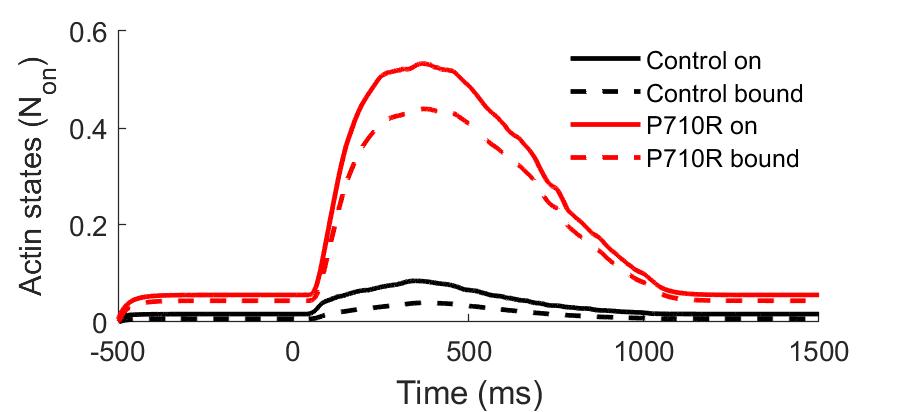 Actin states (N_on)
0.6
0.4
0.2
0
Control on
Control bound
P710R on
P710R bound
-500 0 500 1000 1500
Time (ms)